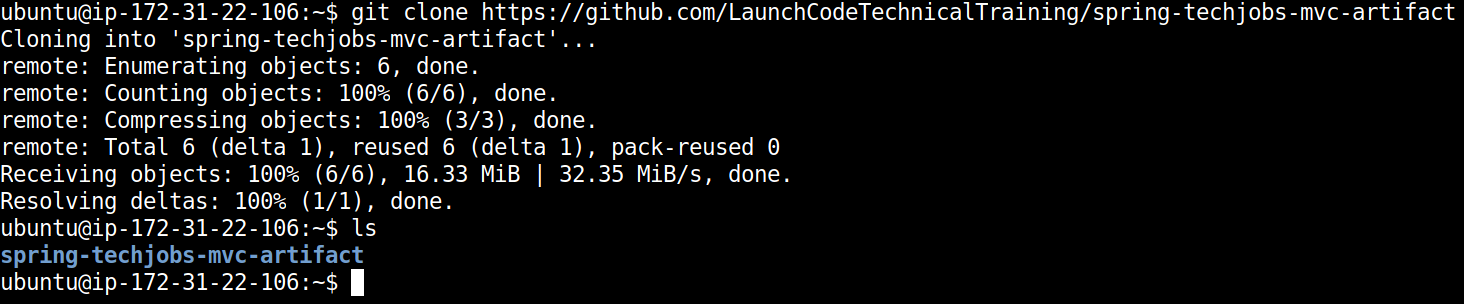 ubuntu@ip-172-31-22-106:~$ git clone https://github.com/LaunchCodeTechnicalTraining/spring-techjobs-mvc-artifact
Cloning into 'spring-techjobs-mvc-artifact'...
remote: Enumerating objects: 6, done.
remote: Counting objects: 100% (6/6), done.
remote: Compressing objects: 100% (3/3), done.
remote: Total 6 (delta 1), reused 6 (delta 1), pack-reused 0
Receiving objects: 100% (6/6), 16.33 MiB | 32.35 MiB/s, done.
Resolving deltas: 100% (1/1), done.
ubuntu@ip-172-31-22-106:~$ ls
spring-techjobs-mvc-artifact
ubuntu@ip-172-31-22-106:~$